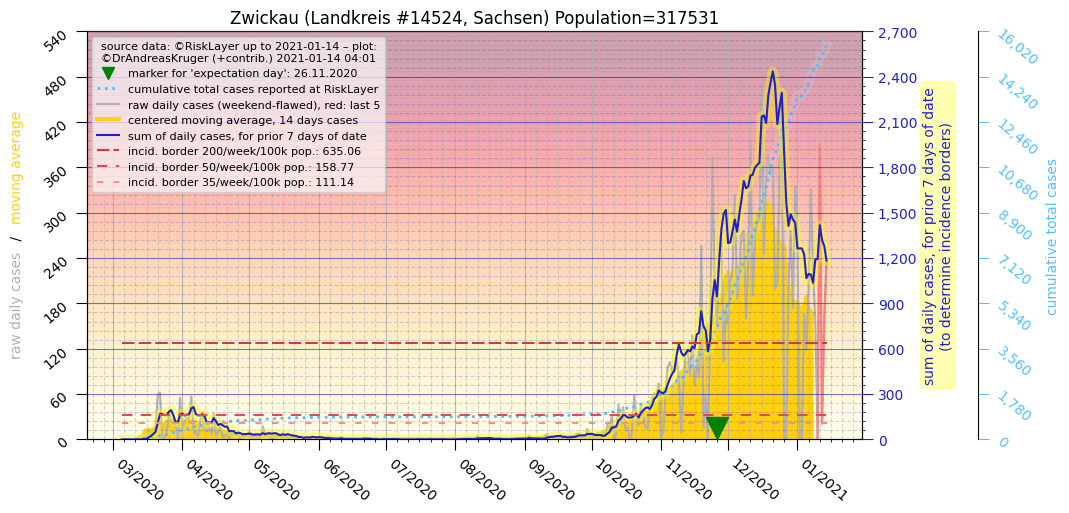 Zwickau (Landkreis #14524, Sachsen) Population=317531
source data: ©RiskLayer up to 2021-01-14 – plot:
©DrAndreasKruger (+contrib.) 2021-01-14 04:01
marker for 'expectation day': 26.11.2020
cumulative total cases reported at RiskLayer
raw daily cases (weekend-flawed), red: last 5
centered moving average, 14 days cases
sum of daily cases, for prior 7 days of date
incid. border 200/week/100k pop.: 635.06
incid. border 50/week/100k pop.: 158.77
incid. border 35/week/100k pop.: 111.14
raw daily cases / moving average
540
480
420
360
300
240
180
120
60
0
03/2020
04/2020
05/2020
06/2020
07/2020
08/2020
09/2020
10/2020
11/2020
12/2020
01/2021
2,700
2,400
2,100
1,800
1,500
1,200
900
600
300
0
sum of daily cases, for prior 7 days of date
(to determine incidence borders)
16,020
14,240
12,460
10,680
8,900
7,120
5,340
3,560
1,780
0
cumulative total cases